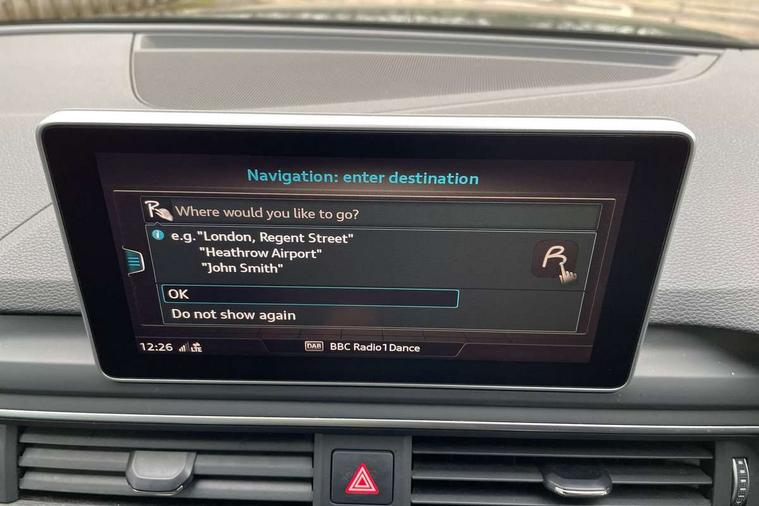 Navigation: enter destination
R
Where would you like to go?
e.g. "London, Regent Street"
"Heathrow Airport"
"John Smith"
R
OK
Do not show again
12:26 LTE
DAB BBC Radio1Dance